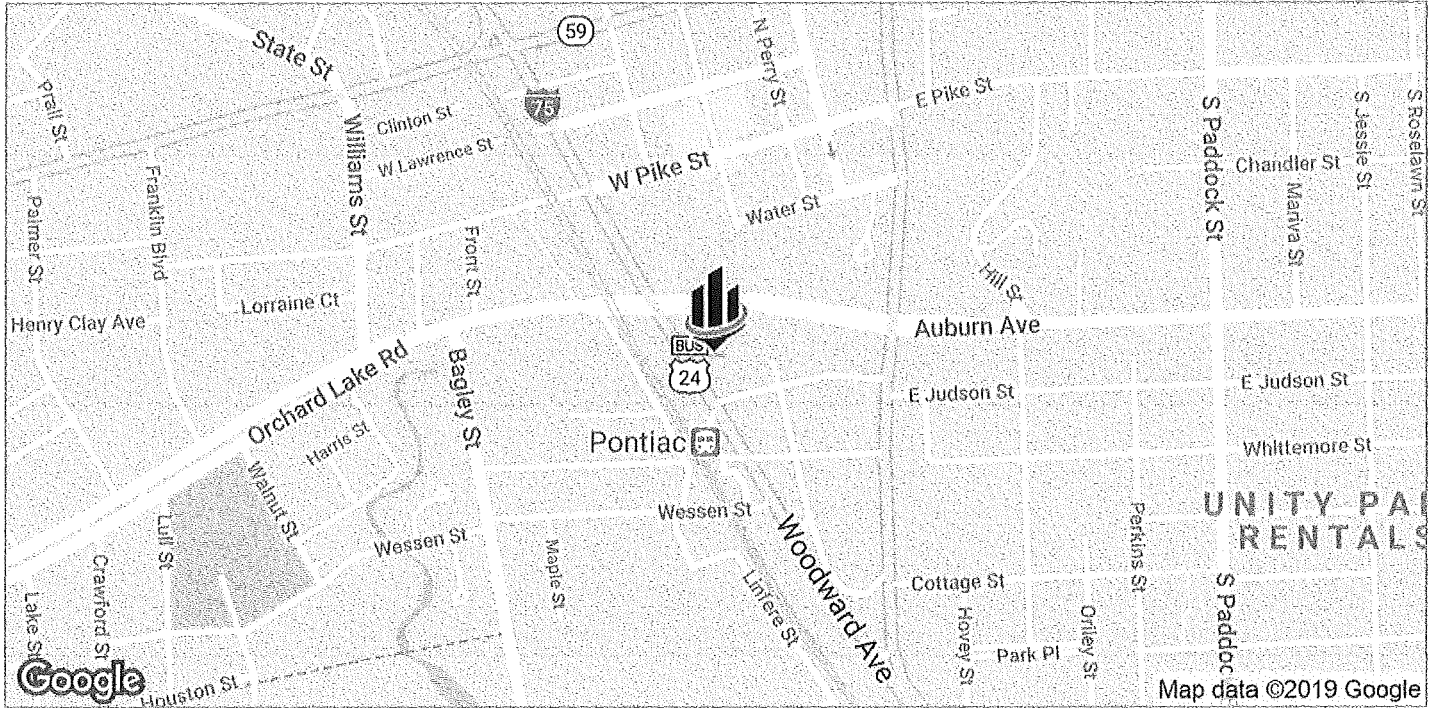 59
State St
Prall St
75
Clinton St
Williams St
W Lawrence St
N Perry St
E Pike St
S Paddock St
S Jessie St
S Roselawn St
Chandler St
W Pike St
Palmer St
Franklin Blvd
Front St
Water St
Mariva St
Hill St
Lorraine Ct
Henry Clay Ave
Auburn Ave
BUS
24
Orchard Lake Rd
Bagley St
E Judson St
E Judson St
Harris St
Pontiac
Whittemore St
Walnut St
Wessen St
UNITY PA
RENTALS
Lull St
Wessen St
Woodward Ave
Perkins St
Crawford St
Maple St
Linfere St
Cottage St
Lake St
Hovey St
Oriley St
S Paddoc
Park Pl
Google
Houston St
Map data ©2019 Google